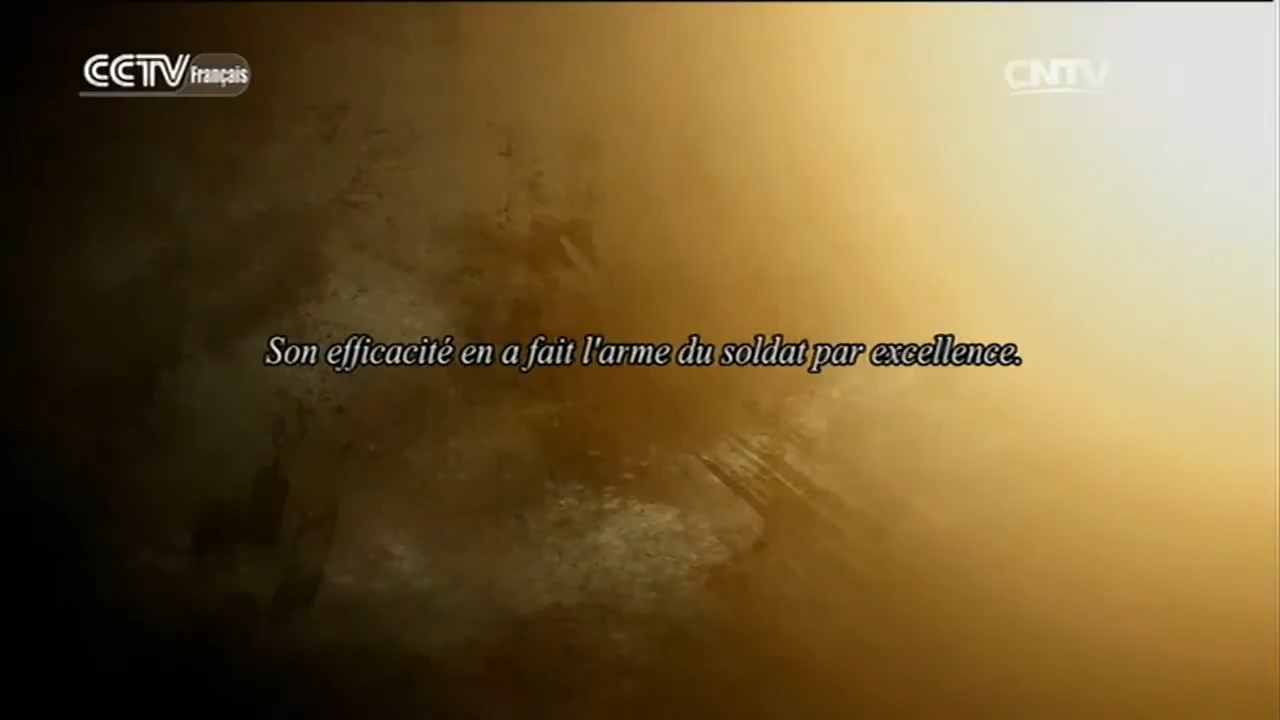 CCTV Français
CNTV
Son efficacité en a fait l'arme du soldat par excellence.